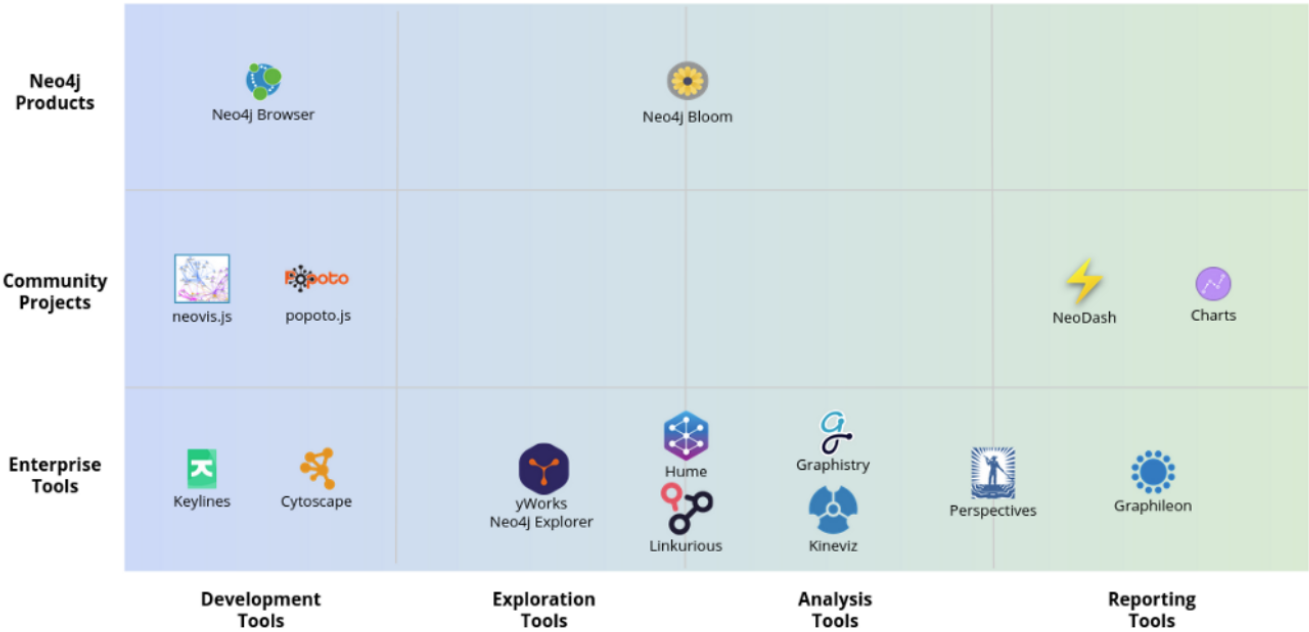 Neo4j
Products
Neo4j Browser
Neo4j Bloom
Community
Projects
neovis.js
Popoto
popoto.js
NeoDash
Charts
Enterprise
Tools
K
Keylines
Cytoscape
yWorks
Neo4j Explorer
Hume
Linkurious
Graphistry
Kineviz
Perspectives
Graphileon
Development
Tools
Exploration
Tools
Analysis
Tools
Reporting
Tools